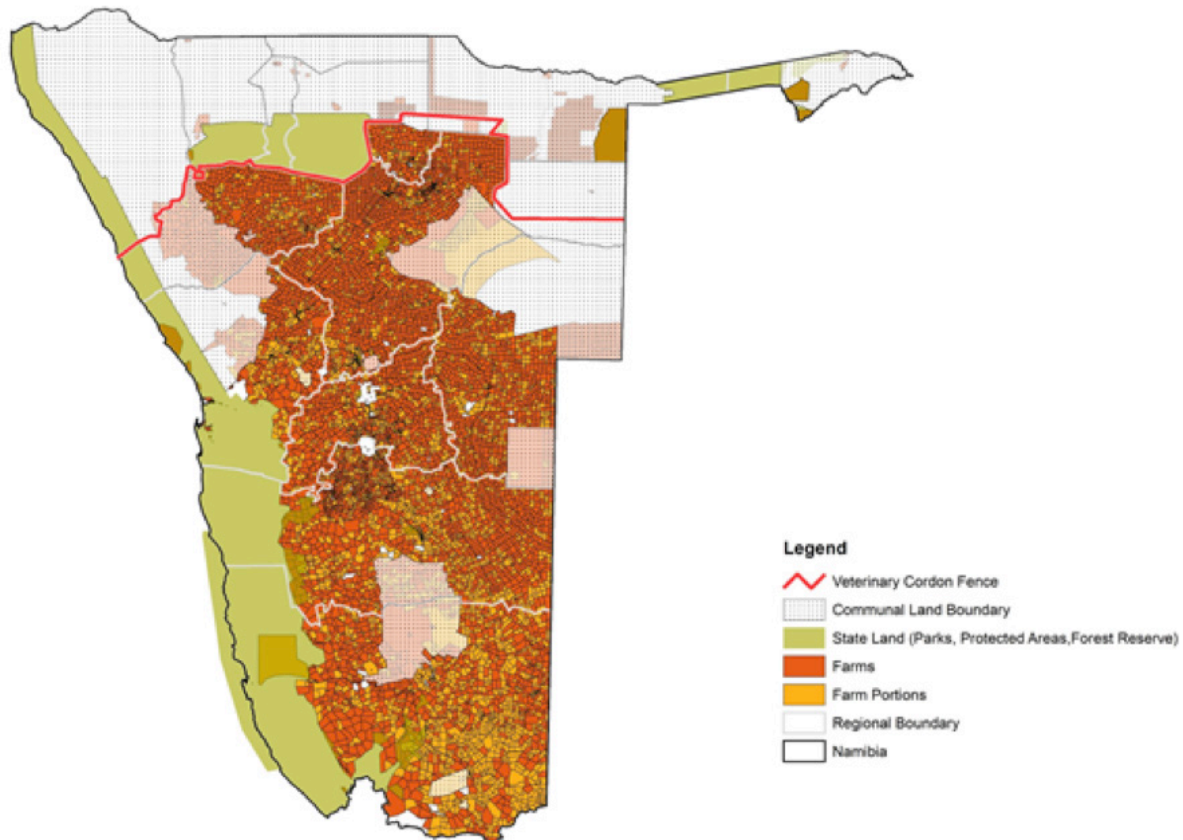 Legend
Veterinary Cordon Fence
Communal Land Boundary
State Land (Parks, Protected Areas,Forest Reserve)
Farms
Farm Portions
Regional Boundary
Namibia